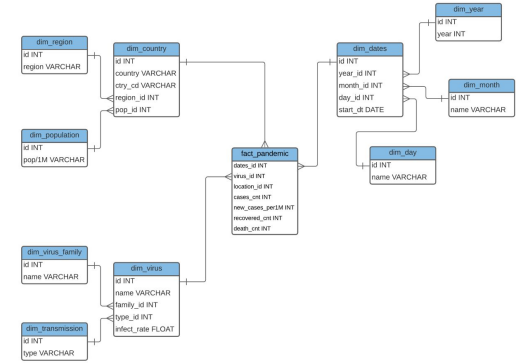 dim_region
id INT
region VARCHAR
dim_population
id INT
pop/1M VARCHAR
dim_country
id INT
country VARCHAR
ctry_cd VARCHAR
region_id INT
pop_id INT
dim_virus_family
id INT
name VARCHAR
dim_transmission
id INT
type VARCHAR
dim_virus
id INT
name VARCHAR
family_id INT
type_id INT
infect_rate FLOAT
fact_pandemic
dates_id INT
virus_id INT
location_id INT
cases_cnt INT
new_cases_per1M INT
recovered_cnt INT
death_cnt INT
dim_dates
id INT
year_id INT
month_id INT
day_id INT
start_dt DATE
dim_year
id INT
year INT
dim_month
id INT
name VARCHAR
dim_day
id INT
name VARCHAR